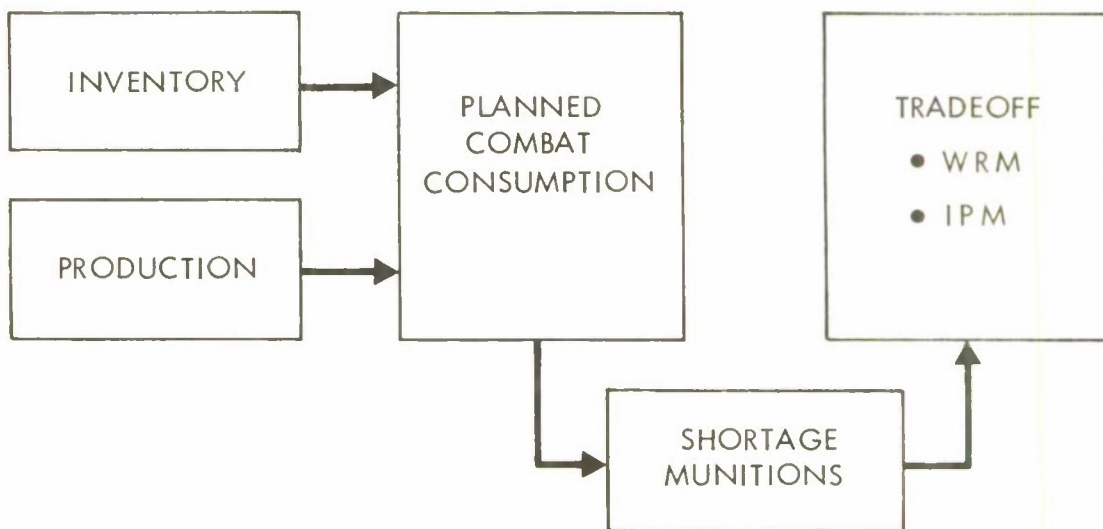 INVENTORY
PRODUCTION
PLANNED
COMBAT
CONSUMPTION
SHORTAGE
MUNITIONS
TRADEOFF
• WRM
• IPM